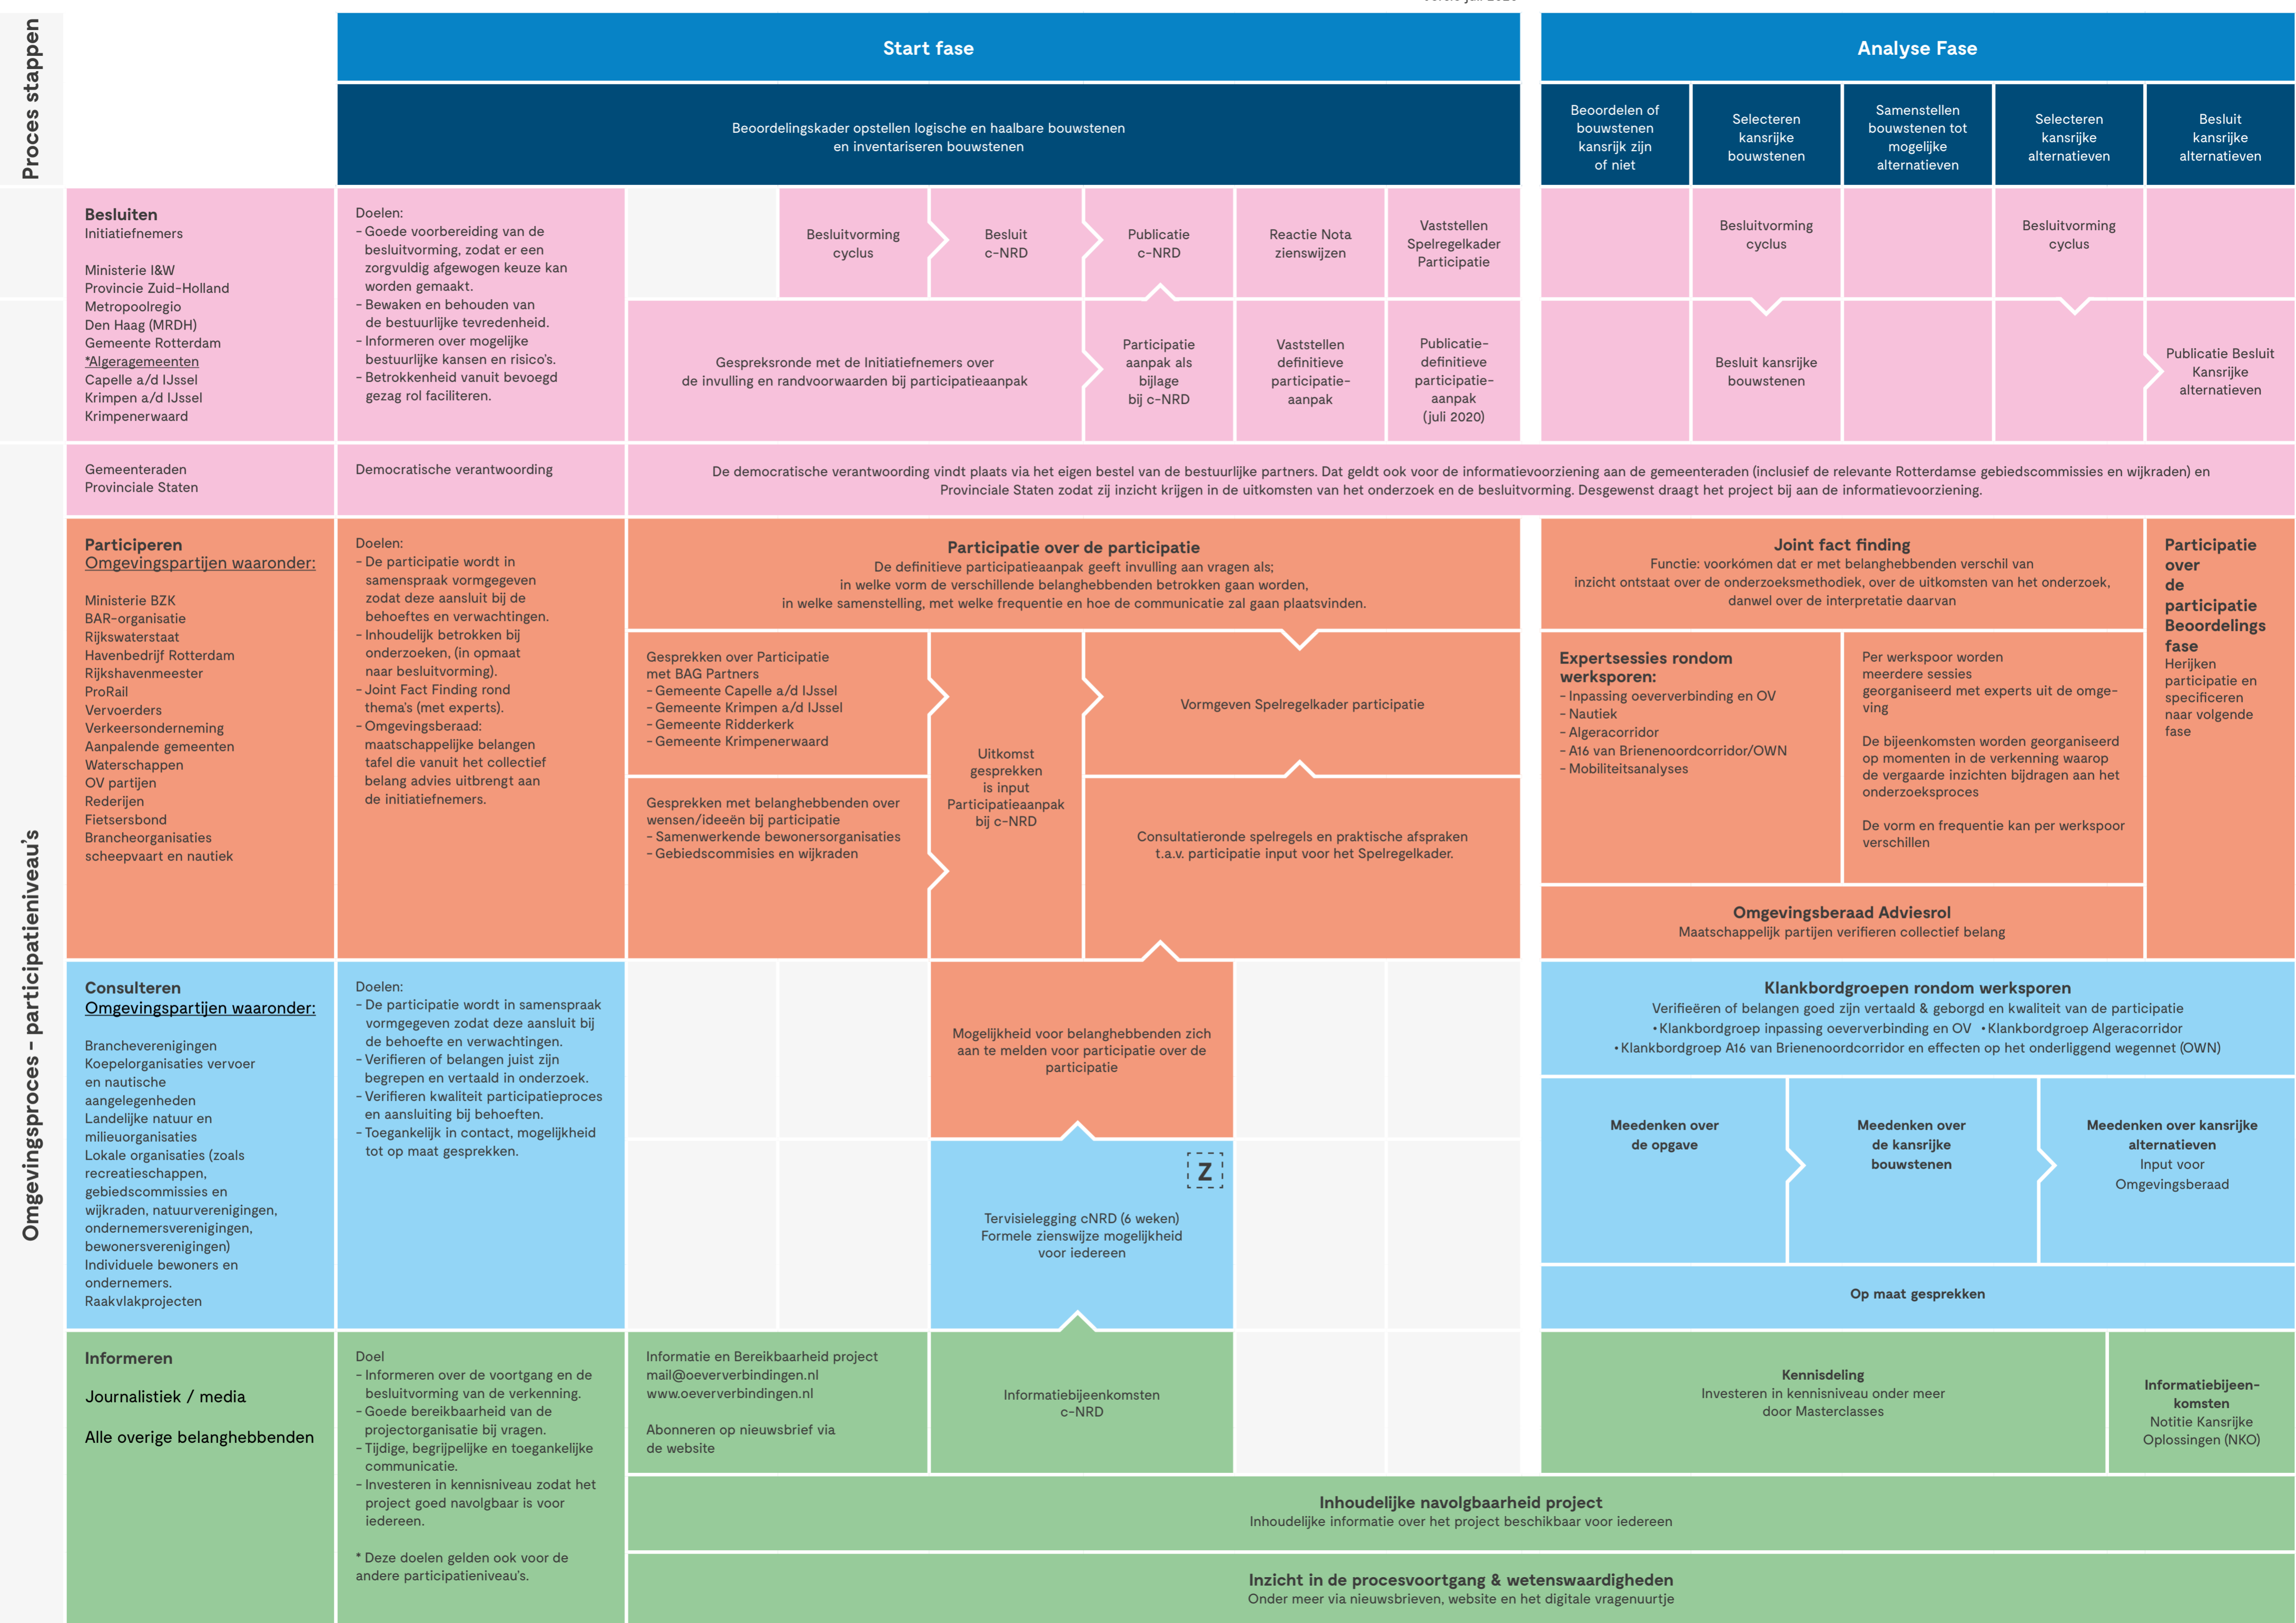 Proces stappen
Start fase
Analyse Fase
Beoordelingskader opstellen logische en haalbare bouwstenen
en inventariseren bouwstenen
Beoordelen of
bouwstenen
kansrijk zijn
of niet
Selecteren
kansrijke
bouwstenen
Samenstellen
bouwstenen tot
mogelijke
alternatieven
Selecteren
kansrijke
alternatieven
Besluit
kansrijke
alternatieven
Besluiten
Initiatiefnemers
Ministerie I&W
Provincie Zuid-Holland
Metropoolregio
Den Haag (MRDH)
Gemeente Rotterdam
*Algeragemeenten
Capelle a/d IJssel
Krimpen a/d IJssel
Krimpenerwaard
Doelen:
- Goede voorbereiding van de
besluitvorming, zodat er een
zorgvuldig afgewogen keuze kan
worden gemaakt.
- Bewaken en behouden van
de bestuurlijke tevredenheid.
- Informeren over mogelijke
bestuurlijke kansen en risico's.
- Betrokkenheid vanuit bevoegd
gezag rol faciliteren.
Besluitvorming
cyclus
Besluit
c-NRD
Publicatie
c-NRD
Reactie Nota
zienswijzen
Vaststellen
Spelregelkader
Participatie
Besluitvorming
cyclus
Besluitvorming
cyclus
Gespreksronde met de Initiatiefnemers over
de invulling en randvoorwaarden bij participatieaanpak
Participatie
aanpak als
bijlage
bij c-NRD
Vaststellen
definitieve
participatie-
aanpak
Publicatie-
definitieve
participatie-
aanpak
(juli 2020)
Besluit kansrijke
bouwstenen
Publicatie Besluit
Kansrijke
alternatieven
Omgevingsproces - participatieniveau's
Gemeenteraden
Provinciale Staten
Democratische verantwoording
De democratische verantwoording vindt plaats via het eigen bestel van de bestuurlijke partners. Dat geldt ook voor de informatievoorziening aan de gemeenteraden (inclusief de relevante Rotterdamse gebiedscommissies en wijkraden) en
Provinciale Staten zodat zij inzicht krijgen in de uitkomsten van het onderzoek en de besluitvorming. Desgewenst draagt het project bij aan de informatievoorziening.
Participeren
Omgevingspartijen waaronder:
Ministerie BZK
BAR-organisatie
Rijkswaterstaat
Havenbedrijf Rotterdam
Rijkshavenmeester
ProRail
Vervoerders
Verkeersonderneming
Aanpalende gemeenten
Waterschappen
OV partijen
Rederijen
Fietsersbond
Brancheorganisaties
scheepvaart en nautiek
Doelen:
- De participatie wordt in
samenspraak vormgegeven
zodat deze aansluit bij de
behoeftes en verwachtingen.
- Inhoudelijk betrokken bij
onderzoeken, (in opmaat
naar besluitvorming).
- Joint Fact Finding rond
thema's (met experts).
- Omgevingsberaad:
maatschappelijke belangen
tafel die vanuit het collectief
belang advies uitbrengt aan
de initiatiefnemers.
Participatie over de participatie
De definitieve participatieaanpak geeft invulling aan vragen als;
in welke vorm de verschillende belanghebbenden betrokken gaan worden,
in welke samenstelling, met welke frequentie en hoe de communicatie zal gaan plaatsvinden.
Gesprekken over Participatie
met BAG Partners
- Gemeente Capelle a/d IJssel
- Gemeente Krimpen a/d IJssel
- Gemeente Ridderkerk
- Gemeente Krimpenerwaard
Gesprekken met belanghebbenden over
wensen/ideeën bij participatie
- Samenwerkende bewonersorganisaties
- Gebiedscommisies en wijkraden
Uitkomst
gesprekken
is input
Participatieaanpak
bij c-NRD
Vormgeven Spelregelkader participatie
Consultatieronde spelregels en praktische afspraken
t.a.v. participatie input voor het Spelregelkader.
Joint fact finding
Functie: voorkómen dat er met belanghebbenden verschil van
inzicht ontstaat over de onderzoeksmethodiek, over de uitkomsten van het onderzoek,
danwel over de interpretatie daarvan
Expertsessies rondom
werksporen:
- Inpassing oeververbinding en OV
- Nautiek
- Algeracorridor
- A16 van Brienenoordcorridor/OWN
- Mobiliteitsanalyses
Per werkspoor worden
meerdere sessies
georganiseerd met experts uit de omge-
ving
De bijeenkomsten worden georganiseerd
op momenten in de verkenning waarop
de vergaarde inzichten bijdragen aan het
onderzoeksproces
De vorm en frequentie kan per werkspoor
verschillen
Omgevingsberaad Adviesrol
Maatschappelijk partijen verifieren collectief belang
Participatie
over
de
participatie
Beoordelings
fase
Herijken
participatie en
specificeren
naar volgende
fase
Consulteren
Omgevingspartijen waaronder:
Brancheverenigingen
Koepelorganisaties vervoer
en nautische
aangelegenheden
Landelijke natuur en
milieuorganisaties
Lokale organisaties (zoals
recreatieschappen,
gebiedscommissies en
wijkraden, natuurverenigingen,
ondernemersverenigingen,
bewonersverenigingen)
Individuele bewoners en
ondernemers.
Raakvlakprojecten
Doelen:
- De participatie wordt in samenspraak
vormgegeven zodat deze aansluit bij
de behoefte en verwachtingen.
- Verifieren of belangen juist zijn
begrepen en vertaald in onderzoek.
- Verifieren kwaliteit participatieproces
en aansluiting bij behoeften.
- Toegankelijk in contact, mogelijkheid
tot op maat gesprekken.
Mogelijkheid voor belanghebbenden zich
aan te melden voor participatie over de
participatie
Z
Tervisielegging cNRD (6 weken)
Formele zienswijze mogelijkheid
voor iedereen
Klankbordgroepen rondom werksporen
Verifieëren of belangen goed zijn vertaald & geborgd en kwaliteit van de participatie
• Klankbordgroep inpassing oeververbinding en OV • Klankbordgroep Algeracorridor
• Klankbordgroep A16 van Brienenoordcorridor en effecten op het onderliggend wegennet (OWN)
Meedenken over
de opgave
Meedenken over
de kansrijke
bouwstenen
Meedenken over kansrijke
alternatieven
Input voor
Omgevingsberaad
Op maat gesprekken
Informeren
Journalistiek / media
Alle overige belanghebbenden
Doel
- Informeren over de voortgang en de
besluitvorming van de verkenning.
- Goede bereikbaarheid van de
projectorganisatie bij vragen.
- Tijdige, begrijpelijke en toegankelijke
communicatie.
- Investeren in kennisniveau zodat het
project goed navolgbaar is voor
iedereen.
* Deze doelen gelden ook voor de
andere participatieniveau's.
Informatie en Bereikbaarheid project
mail@oeververbindingen.nl
www.oeververbindingen.nl
Abonneren op nieuwsbrief via
de website
Informatiebijeenkomsten
c-NRD
Kennisdeling
Investeren in kennisniveau onder meer
door Masterclasses
Informatiebijeen-
komsten
Notitie Kansrijke
Oplossingen (NKO)
Inhoudelijke navolgbaarheid project
Inhoudelijke informatie over het project beschikbaar voor iedereen
Inzicht in de procesvoortgang & wetenswaardigheden
Onder meer via nieuwsbrieven, website en het digitale vragenuurtje